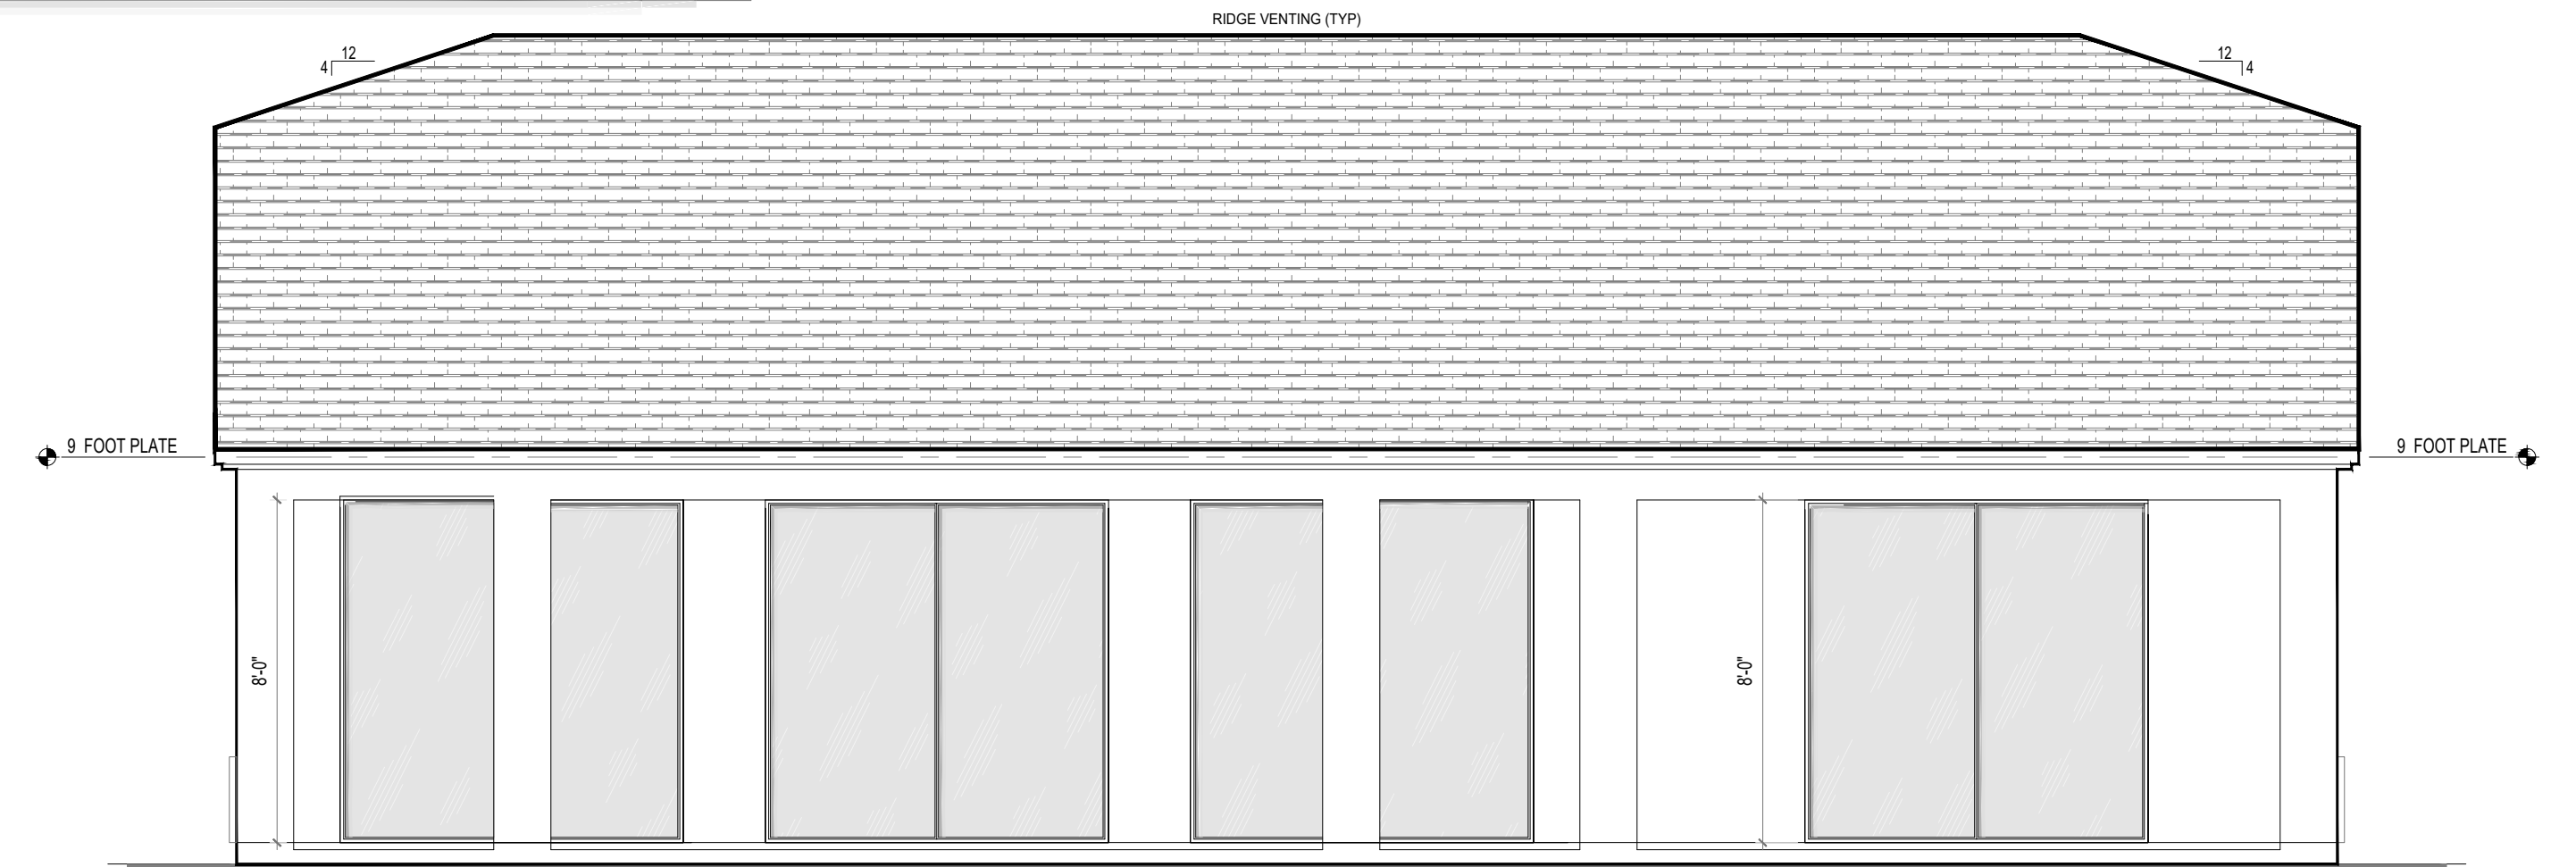 RIDGE VENTING (TYP)
12
4
12
4
9 FOOT PLATE
9 FOOT PLATE
8'-0"
8'-0"